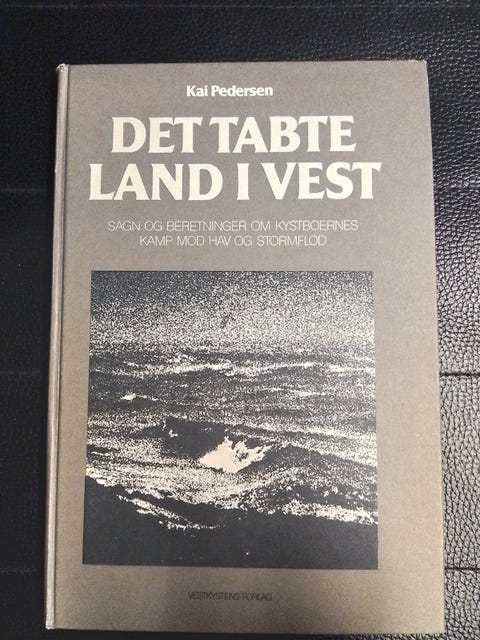 Kai Pedersen
DET TABTE
LAND I VEST
SAGN OG BERETNINGER OM KYSTBOERNES
KAMP MOD HAV OG STORMFLOD
VESTKYSTENS FORLAG